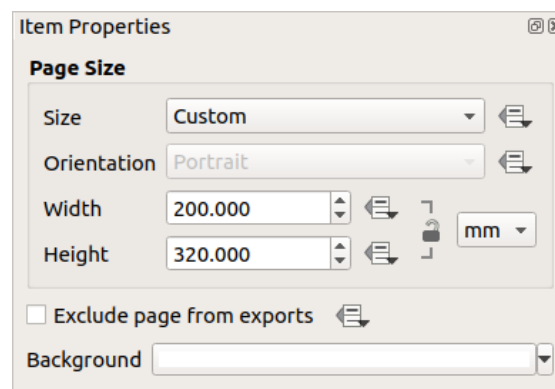 Item Properties
Page Size
Size Custom
Orientation Portrait
Width 200.000
mm
Height 320.000
Exclude page from exports
Background